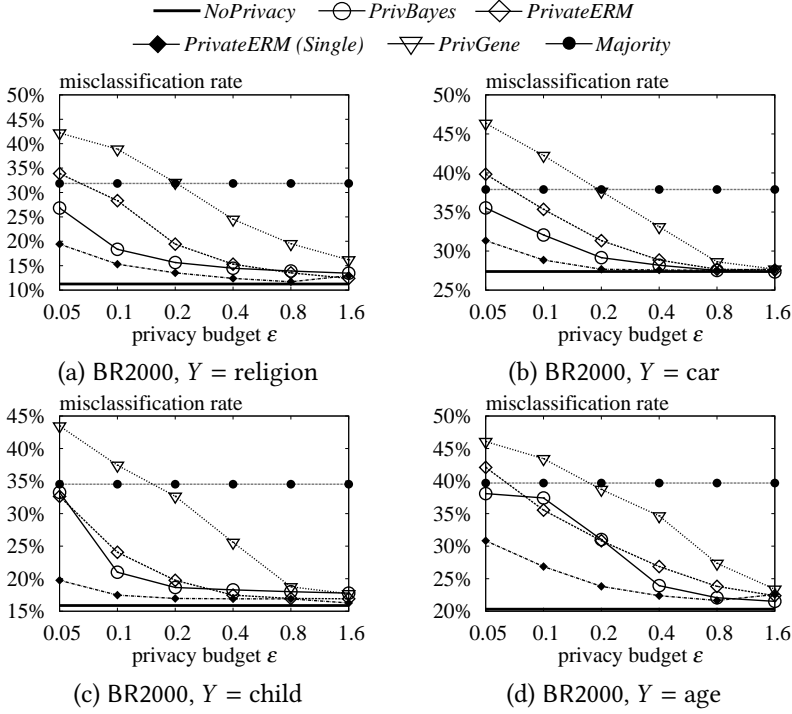 NoPrivacy PrivBayes PrivateERM
PrivateERM (Single) PrivGene Majority
misclassification rate
50%
45%
40%
35%
30%
25%
20%
15%
10%
0.05 0.1 0.2 0.4 0.8 1.6
privacy budget ε
(a) BR2000, Y = religion
misclassification rate
50%
45%
40%
35%
30%
25%
0.05 0.1 0.2 0.4 0.8 1.6
privacy budget ε
(b) BR2000, Y = car
misclassification rate
45%
40%
35%
30%
25%
20%
15%
0.05 0.1 0.2 0.4 0.8 1.6
privacy budget ε
(c) BR2000, Y = child
misclassification rate
50%
45%
40%
35%
30%
25%
20%
0.05 0.1 0.2 0.4 0.8 1.6
privacy budget ε
(d) BR2000, Y = age